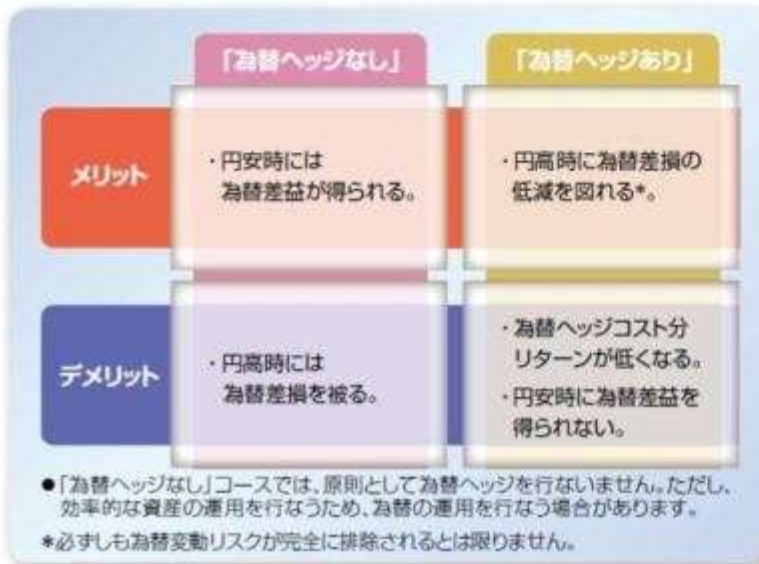 「為替ヘッジなし」
「為替ヘッジあり」
メリット
・円安時には
為替差益が得られる。
・円高時に為替差損の
低減を図れる*。
デメリット
・円高時には
為替差損を被る。
・為替ヘッジコスト分
リターンが低くなる。
・円安時に為替差益を
得られない。
●「為替ヘッジなし」コースでは、原則として為替ヘッジを行ないません。ただし、
効率的な資産の運用を行なうため、為替の運用を行なう場合があります。
*必ずしも為替変動リスクが完全に排除されるとは限りません。